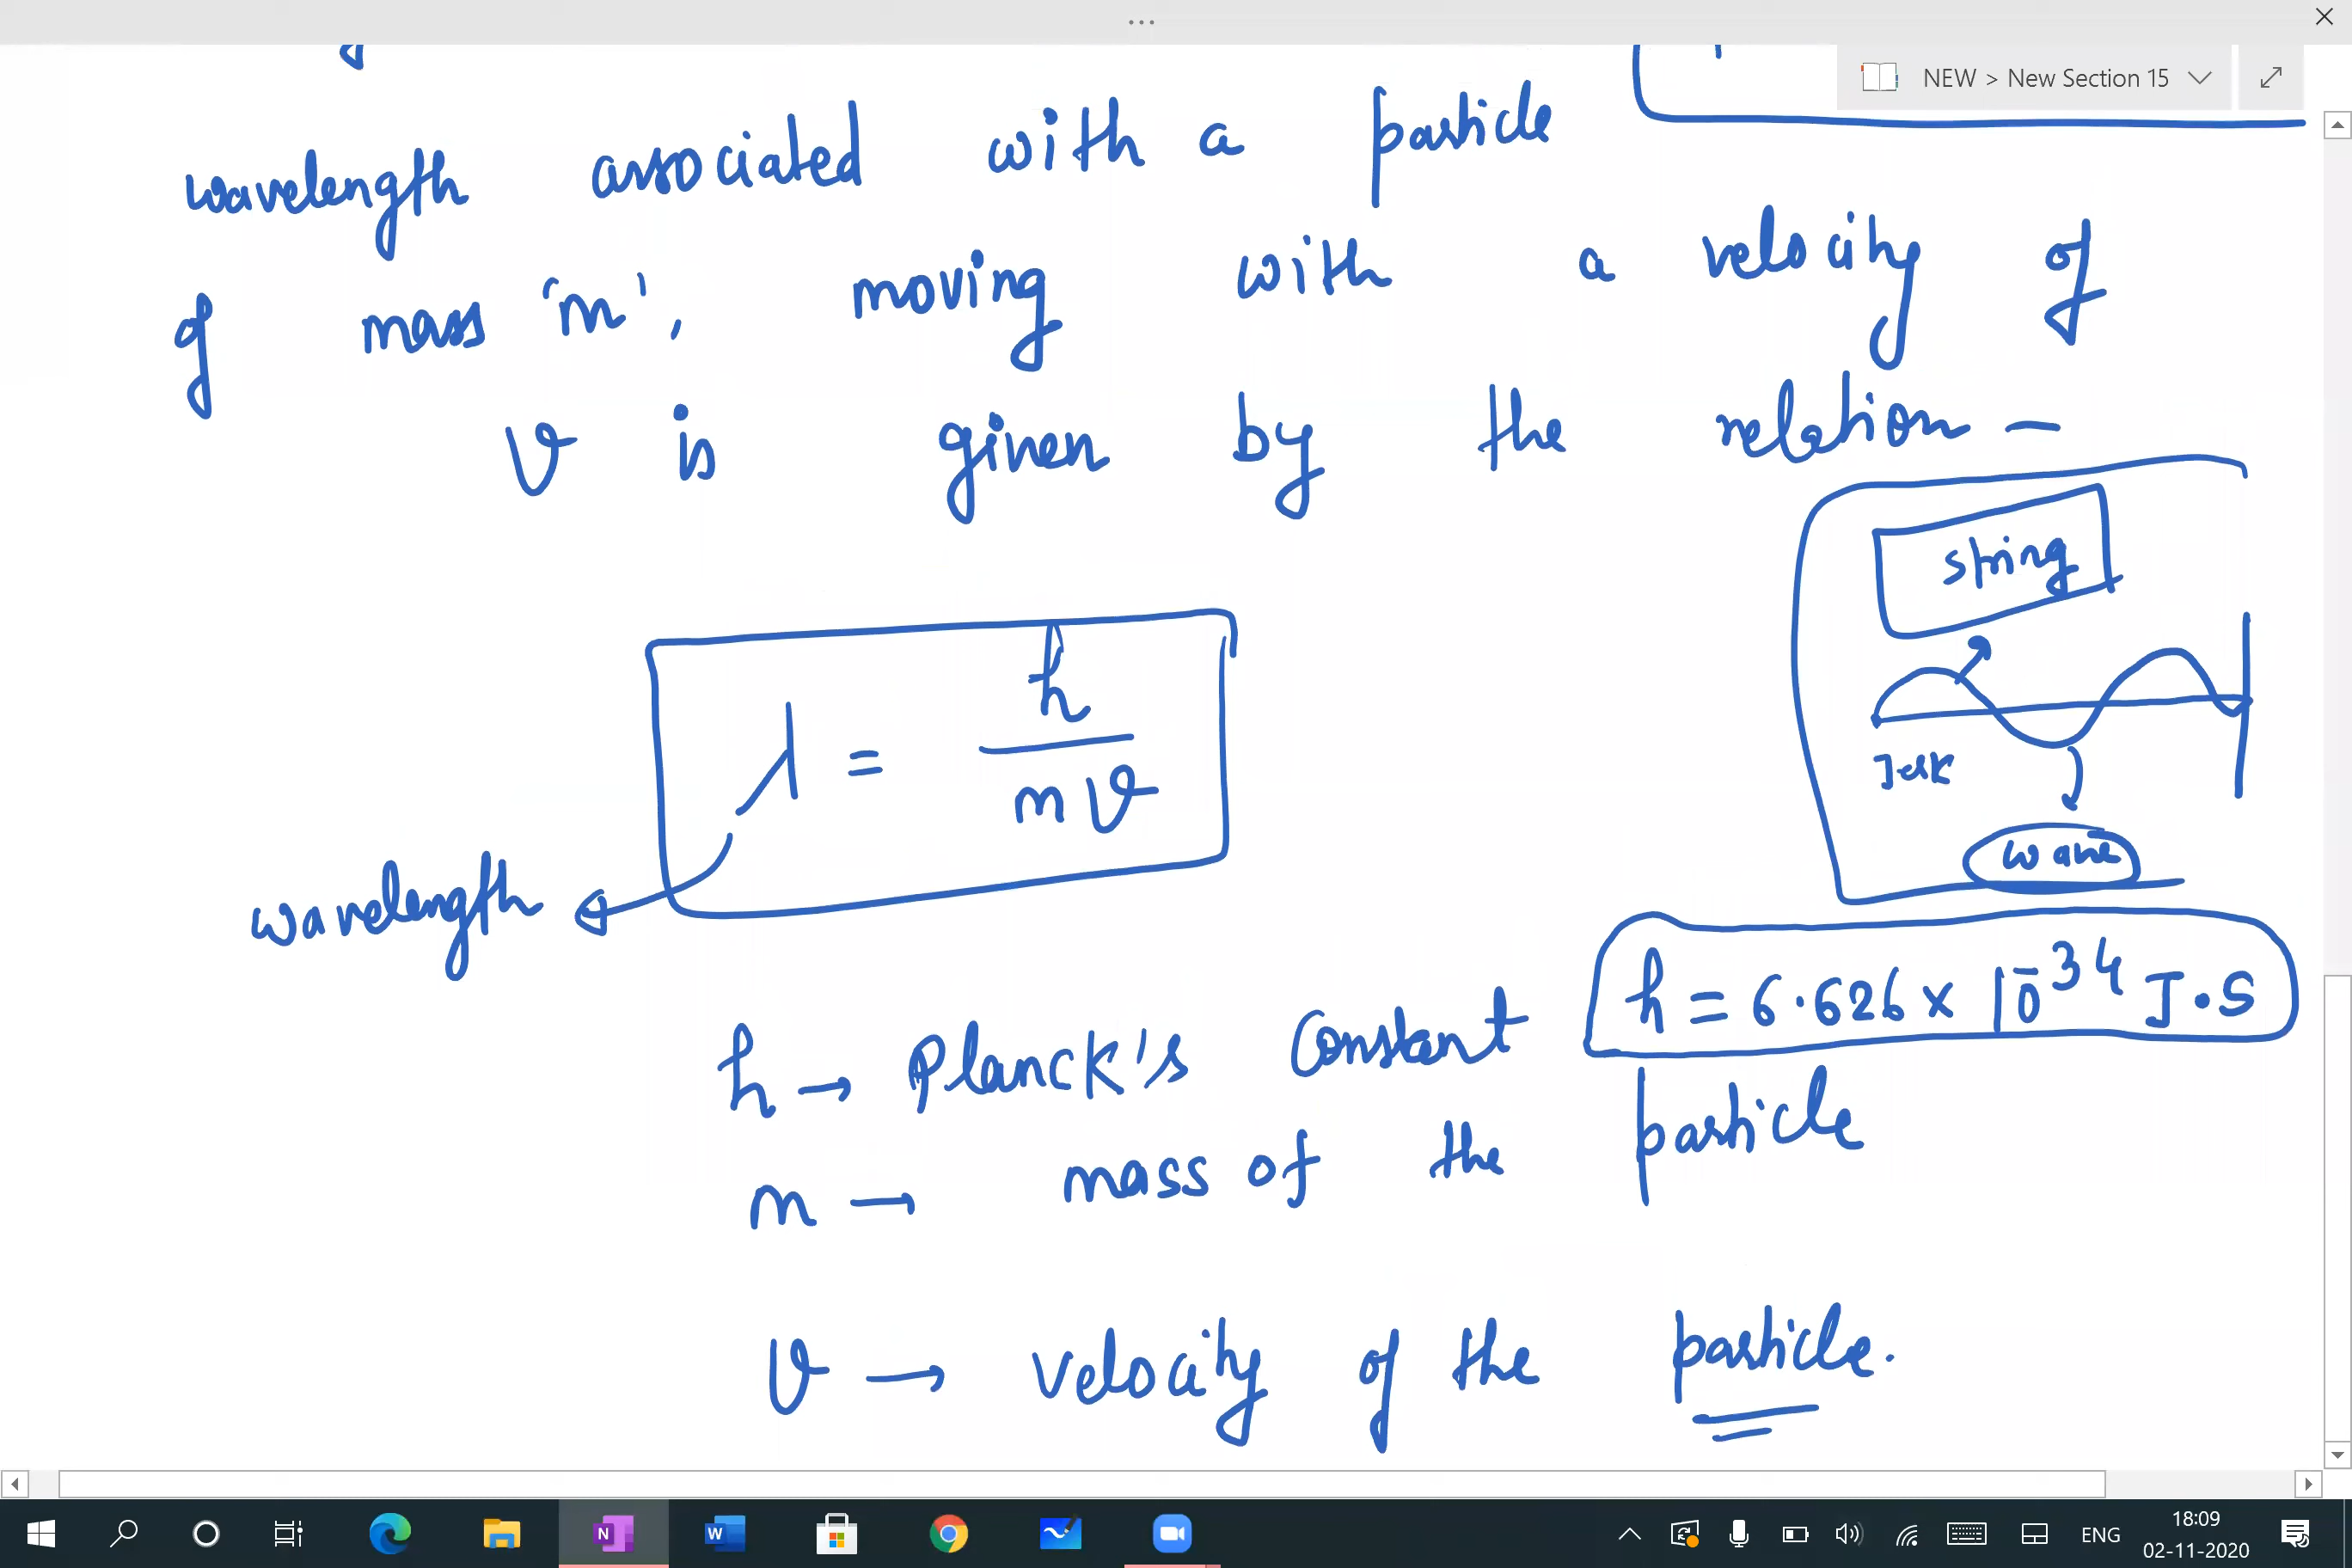 NEW > New Section 15
wavelength associated with a particle
of mass 'm', moving with a velocity of
v is given by the relation —
string
λ = h / mv
Jerk
wave
wavelength
h = 6.626 × 10⁻³⁴ J·S
h → Planck's Constant
m → mass of the particle
v → velocity of the particle.
N
W
ENG
18:09
02-11-2020